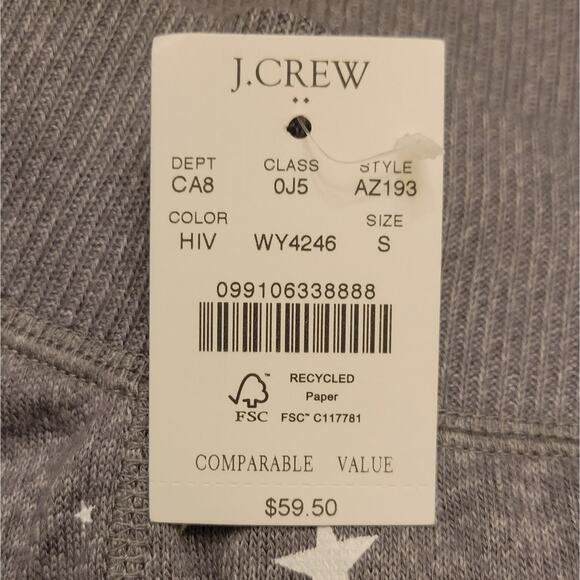 J.CREW
DEPT CLASS STYLE
CA8 0J5 AZ193
COLOR SIZE
HIV WY4246 S
099106338888
RECYCLED
Paper
FSC™ FSC™ C117781
COMPARABLE VALUE
$59.50